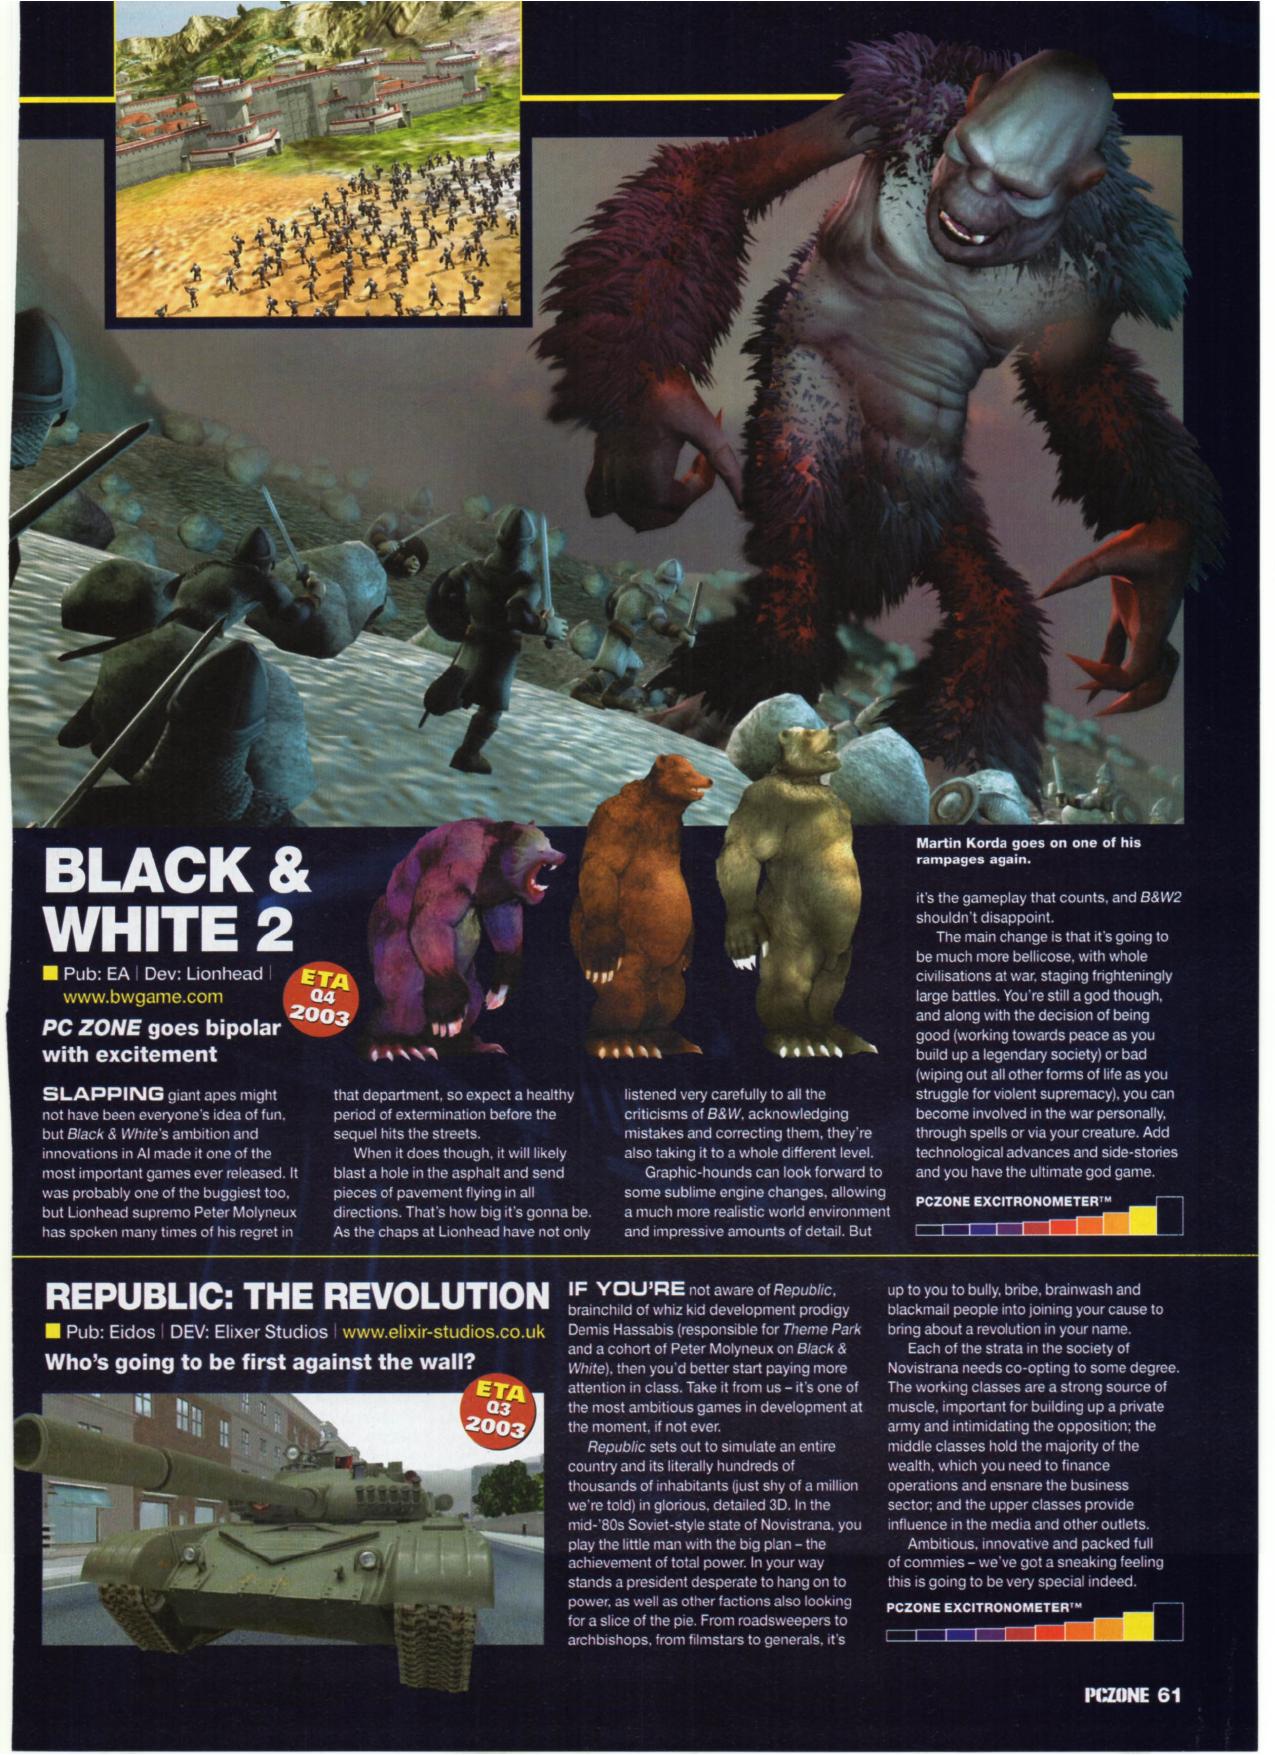 BLACK &
WHITE 2
Pub: EA | Dev: Lionhead |
www.bwgame.com
ETA
Q4
2003
PC ZONE goes bipolar
with excitement
SLAPPING giant apes might
not have been everyone's idea of fun,
but Black & White's ambition and
innovations in AI made it one of the
most important games ever released. It
was probably one of the buggiest too,
but Lionhead supremo Peter Molyneux
has spoken many times of his regret in
that department, so expect a healthy
period of extermination before the
sequel hits the streets.
When it does though, it will likely
blast a hole in the asphalt and send
pieces of pavement flying in all
directions. That's how big it's gonna be.
As the chaps at Lionhead have not only
listened very carefully to all the
criticisms of B&W, acknowledging
mistakes and correcting them, they're
also taking it to a whole different level.
Graphic-hounds can look forward to
some sublime engine changes, allowing
a much more realistic world environment
and impressive amounts of detail. But
Martin Korda goes on one of his
rampages again.
it's the gameplay that counts, and B&W2
shouldn't disappoint.
The main change is that it's going to
be much more bellicose, with whole
civilisations at war, staging frighteningly
large battles. You're still a god though,
and along with the decision of being
good (working towards peace as you
build up a legendary society) or bad
(wiping out all other forms of life as you
struggle for violent supremacy), you can
become involved in the war personally,
through spells or via your creature. Add
technological advances and side-stories
and you have the ultimate god game.
PCZONE EXCITRONOMETER™
REPUBLIC: THE REVOLUTION
Pub: Eidos | DEV: Elixer Studios | www.elixir-studios.co.uk
Who's going to be first against the wall?
ETA
Q3
2003
IF YOU'RE not aware of Republic,
brainchild of whiz kid development prodigy
Demis Hassabis (responsible for Theme Park
and a cohort of Peter Molyneux on Black &
White), then you'd better start paying more
attention in class. Take it from us – it's one of
the most ambitious games in development at
the moment, if not ever.
Republic sets out to simulate an entire
country and its literally hundreds of
thousands of inhabitants (just shy of a million
we're told) in glorious, detailed 3D. In the
mid-'80s Soviet-style state of Novistrana, you
play the little man with the big plan – the
achievement of total power. In your way
stands a president desperate to hang on to
power, as well as other factions also looking
for a slice of the pie. From roadsweepers to
archbishops, from filmstars to generals, it's
up to you to bully, bribe, brainwash and
blackmail people into joining your cause to
bring about a revolution in your name.
Each of the strata in the society of
Novistrana needs co-opting to some degree.
The working classes are a strong source of
muscle, important for building up a private
army and intimidating the opposition; the
middle classes hold the majority of the
wealth, which you need to finance
operations and ensnare the business
sector; and the upper classes provide
influence in the media and other outlets.
Ambitious, innovative and packed full
of commies – we've got a sneaking feeling
this is going to be very special indeed.
PCZONE EXCITRONOMETER™
PCZONE 61